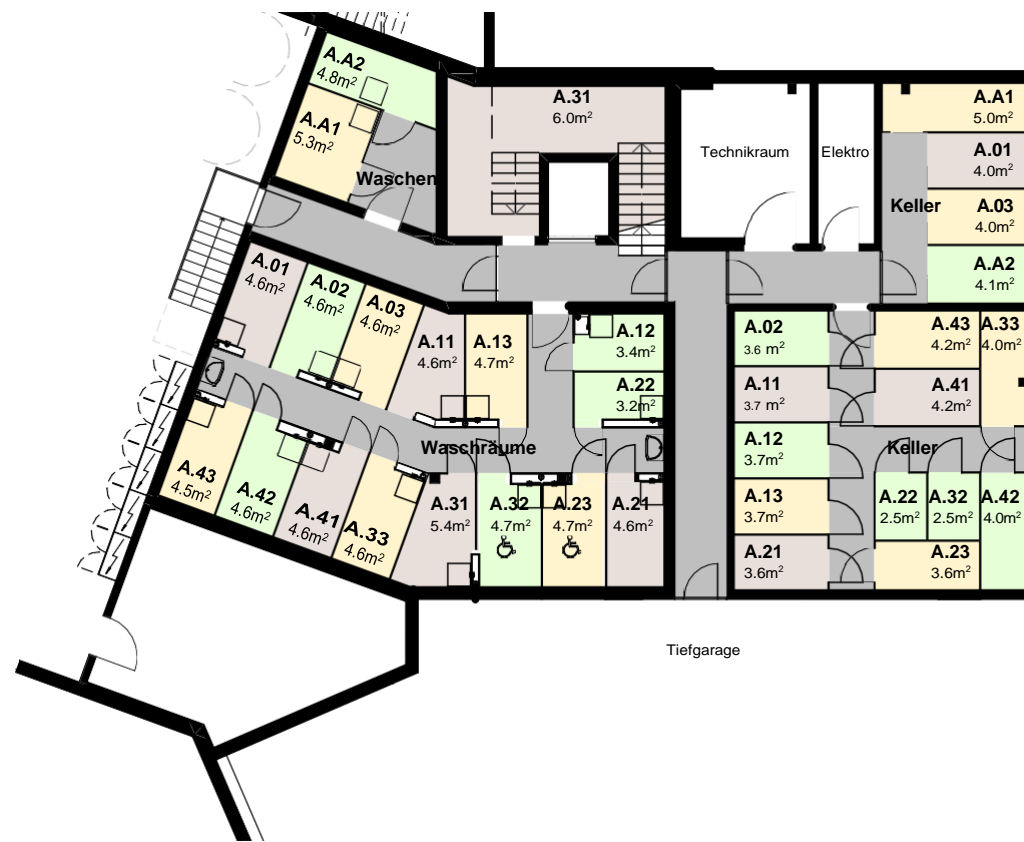 A.A2
4.8m²
A.A1
5.3m²
Waschen
A.31
6.0m²
Technikraum
Elektro
A.A1
5.0m²
A.01
4.0m²
Keller
A.03
4.0m²
A.A2
4.1m²
A.01
4.6m²
A.02
4.6m²
A.03
4.6m²
A.11
4.6m²
A.13
4.7m²
A.12
3.4m²
A.22
3.2m²
Waschräume
A.43
4.5m²
A.42
4.6m²
A.41
4.6m²
A.33
4.6m²
A.31
5.4m²
A.32
4.7m²
A.23
4.7m²
A.21
4.6m²
A.02
3.6 m²
A.11
3.7 m²
A.12
3.7m²
A.13
3.7m²
A.21
3.6m²
A.43
4.2m²
A.33
4.0m²
A.41
4.2m²
Keller
A.22
2.5m²
A.32
2.5m²
A.42
4.0m²
A.23
3.6m²
Tiefgarage